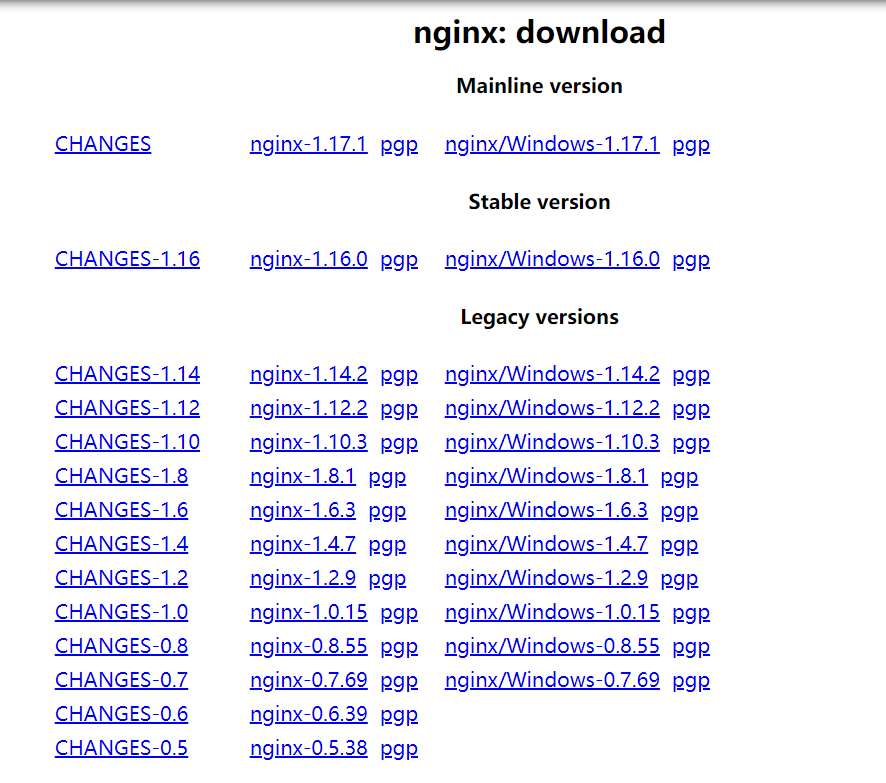 nginx: download
Mainline version
CHANGES nginx-1.17.1 pgp nginx/Windows-1.17.1 pgp
Stable version
CHANGES-1.16 nginx-1.16.0 pgp nginx/Windows-1.16.0 pgp
Legacy versions
CHANGES-1.14 nginx-1.14.2 pgp nginx/Windows-1.14.2 pgp
CHANGES-1.12 nginx-1.12.2 pgp nginx/Windows-1.12.2 pgp
CHANGES-1.10 nginx-1.10.3 pgp nginx/Windows-1.10.3 pgp
CHANGES-1.8 nginx-1.8.1 pgp nginx/Windows-1.8.1 pgp
CHANGES-1.6 nginx-1.6.3 pgp nginx/Windows-1.6.3 pgp
CHANGES-1.4 nginx-1.4.7 pgp nginx/Windows-1.4.7 pgp
CHANGES-1.2 nginx-1.2.9 pgp nginx/Windows-1.2.9 pgp
CHANGES-1.0 nginx-1.0.15 pgp nginx/Windows-1.0.15 pgp
CHANGES-0.8 nginx-0.8.55 pgp nginx/Windows-0.8.55 pgp
CHANGES-0.7 nginx-0.7.69 pgp nginx/Windows-0.7.69 pgp
CHANGES-0.6 nginx-0.6.39 pgp
CHANGES-0.5 nginx-0.5.38 pgp